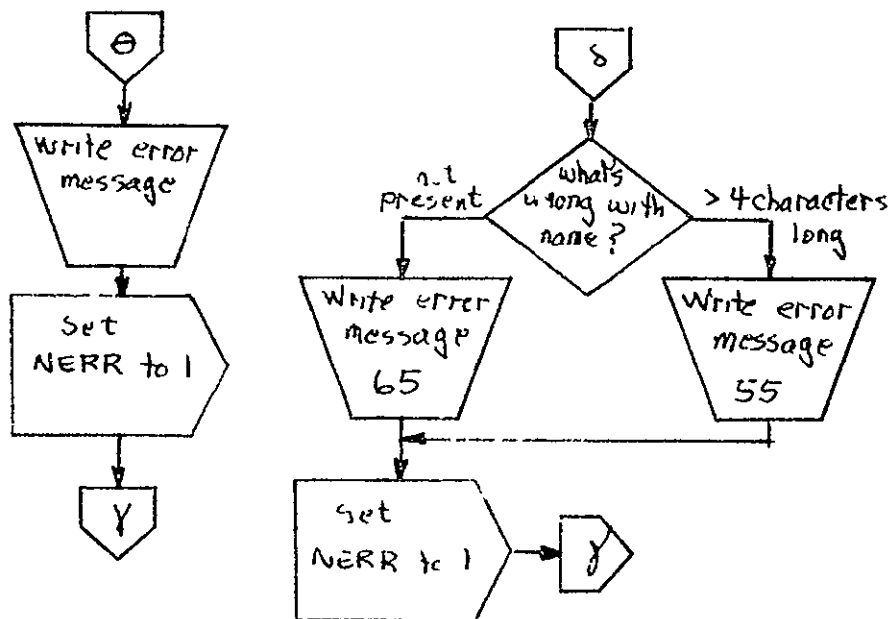 θ
Write error
message
Set
NERR to 1
γ
δ
what's
wrong with
name?
not
present
> 4 characters
long
Write error
message
65
Write error
message
55
set
NERR to 1
γ